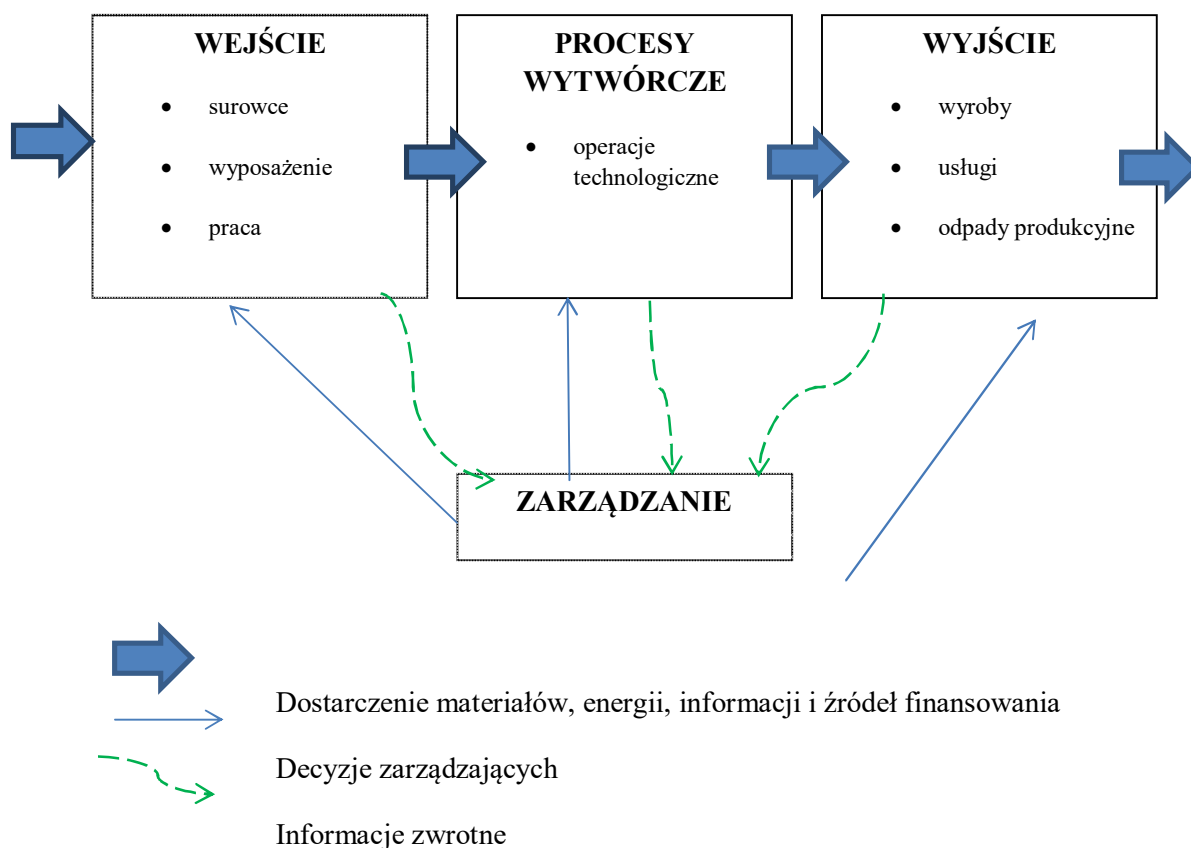 WEJŚCIE
• surowce
• wyposażenie
• praca
PROCESY
WYTWÓRCZE
• operacje
technologiczne
WYJŚCIE
• wyroby
• usługi
• odpady produkcyjne
ZARZĄDZANIE
Dostarczenie materiałów, energii, informacji i źródeł finansowania
Decyzje zarządzających
Informacje zwrotne